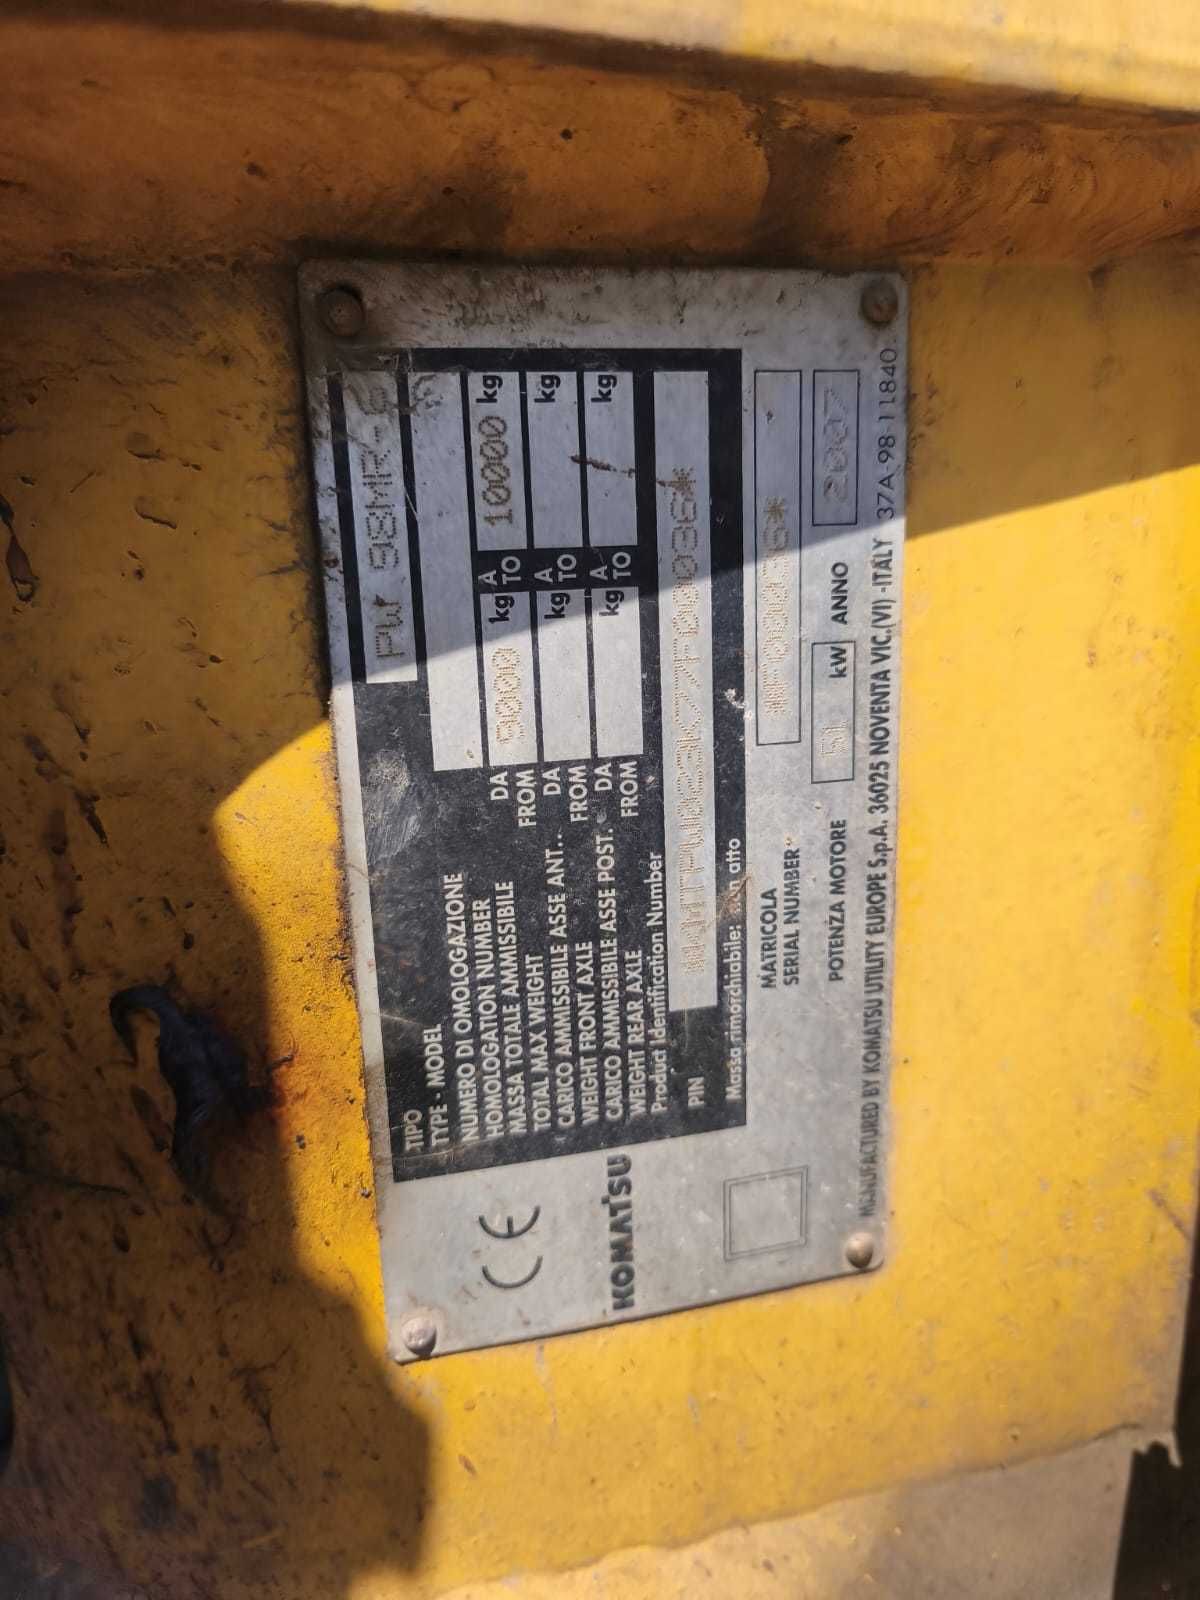 TIPO
TYPE - MODEL PW 98MR-6
NUMERO DI OMOLOGAZIONE
HOMOLOGATION NUMBER
MASSA TOTALE AMMISSIBILE DA 9000 kg A 10000 kg
TOTAL MAX WEIGHT FROM TO
CARICO AMMISSIBILE ASSE ANT.. DA kg A kg
WEIGHT FRONT AXLE FROM TO
CARICO AMMISSIBILE ASSE POST. DA kg A kg
WEIGHT REAR AXLE FROM TO
Product Identification Number
PIN
Massa rimorchiabile: non atto
CE
KOMATSU
MATRICOLA
SERIAL NUMBER
POTENZA MOTORE 51 kW ANNO 2007
MANUFACTURED BY KOMATSU UTILITY EUROPE S.p.A. 36025 NOVENTA VIC.(VI) -ITALY 37A-98-11840.